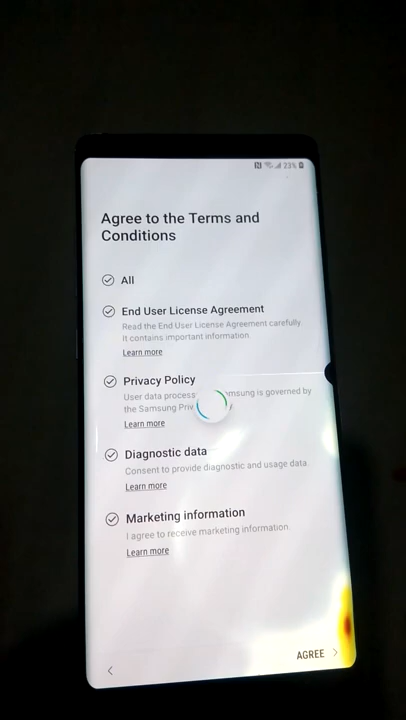 23%
Agree to the Terms and
Conditions
All
End User License Agreement
Read the End User License Agreement carefully.
It contains important information.
Learn more
Privacy Policy
User data process msung is governed by
the Samsung Priv y
Learn more
Diagnostic data
Consent to provide diagnostic and usage data.
Learn more
Marketing information
I agree to receive marketing information.
Learn more
AGREE